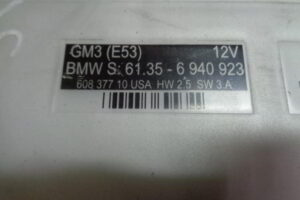 GM3 (E53) 12V
BMW S: 61.35 - 6 940 923
608 377 10 USA HW 2.5 SW 3.A